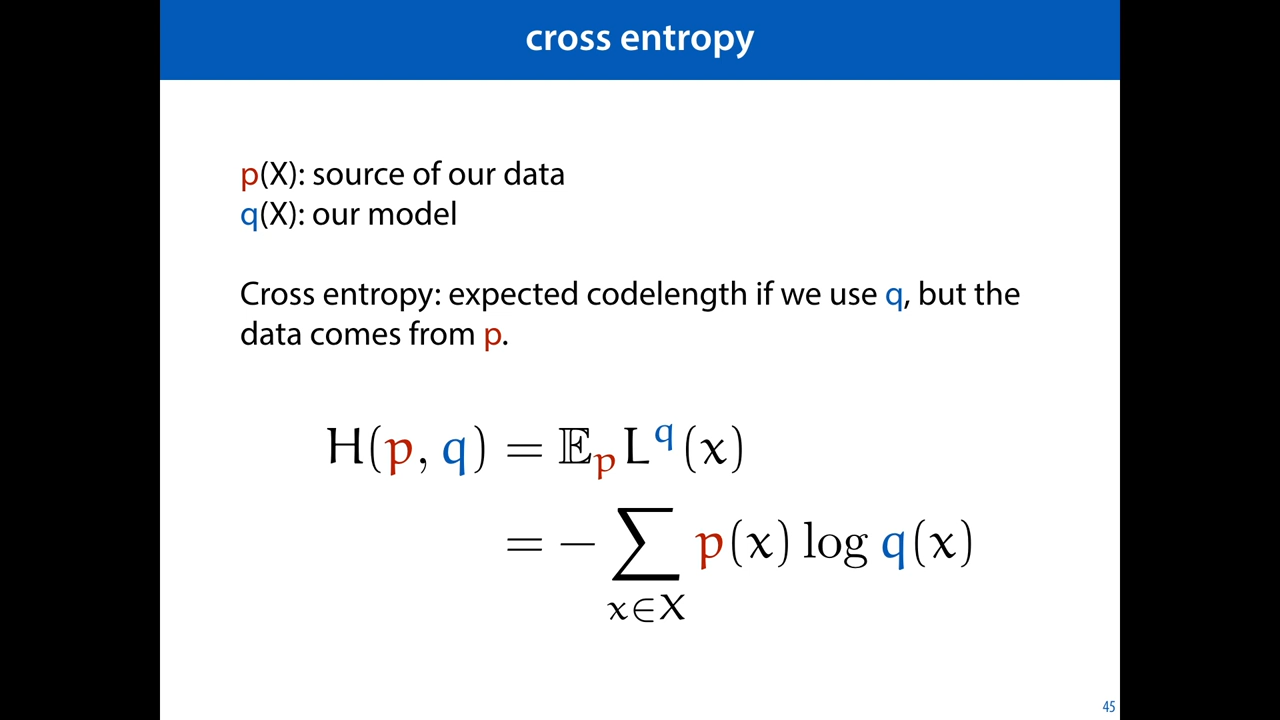 cross entropy
p(X): source of our data
q(X): our model
Cross entropy: expected codelength if we use q, but the
data comes from p.
H(p, q) = 𝔼ₚ L^q(x)
= − ∑ p(x) log q(x)
x∈X
45